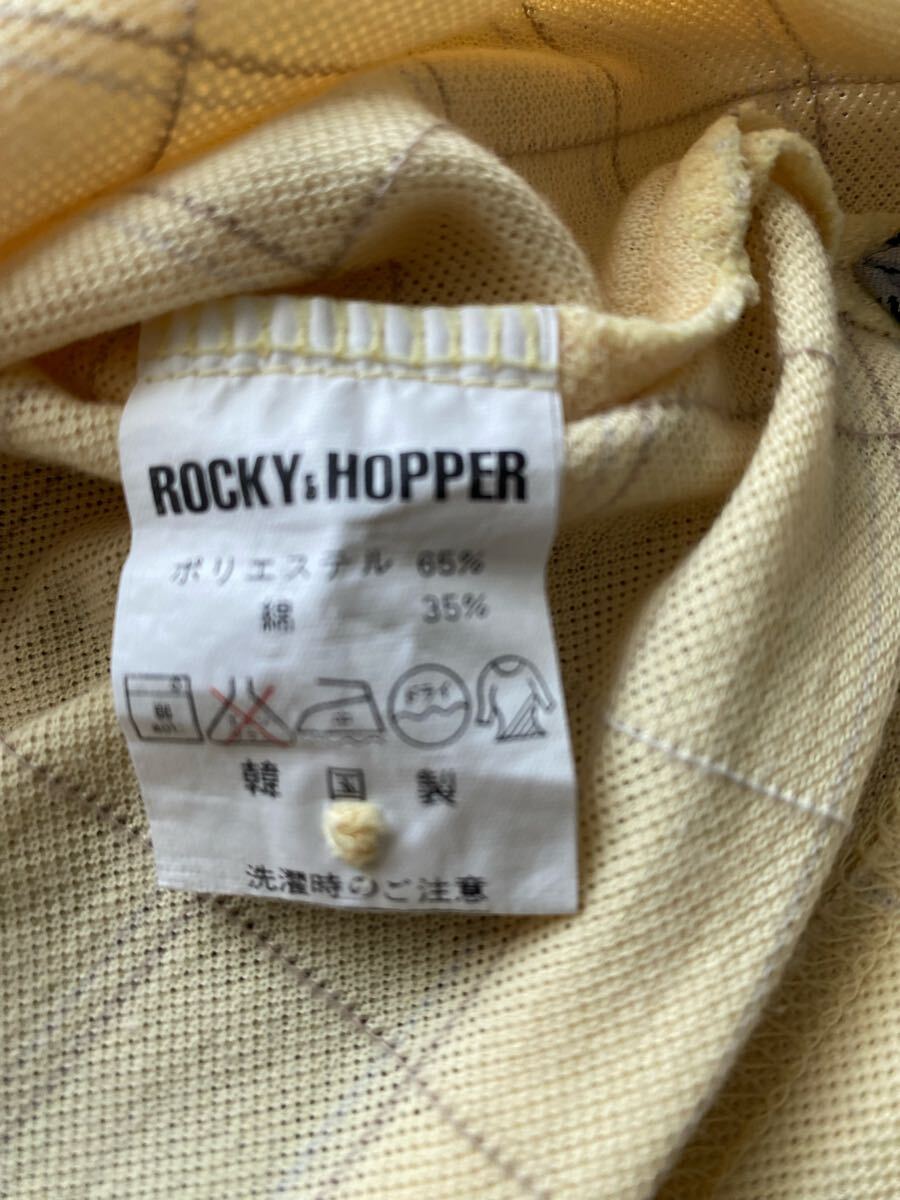 ROCKY & HOPPER
ポリエステル 65%
綿 35%
ドライ
韓国製
洗濯時のご注意